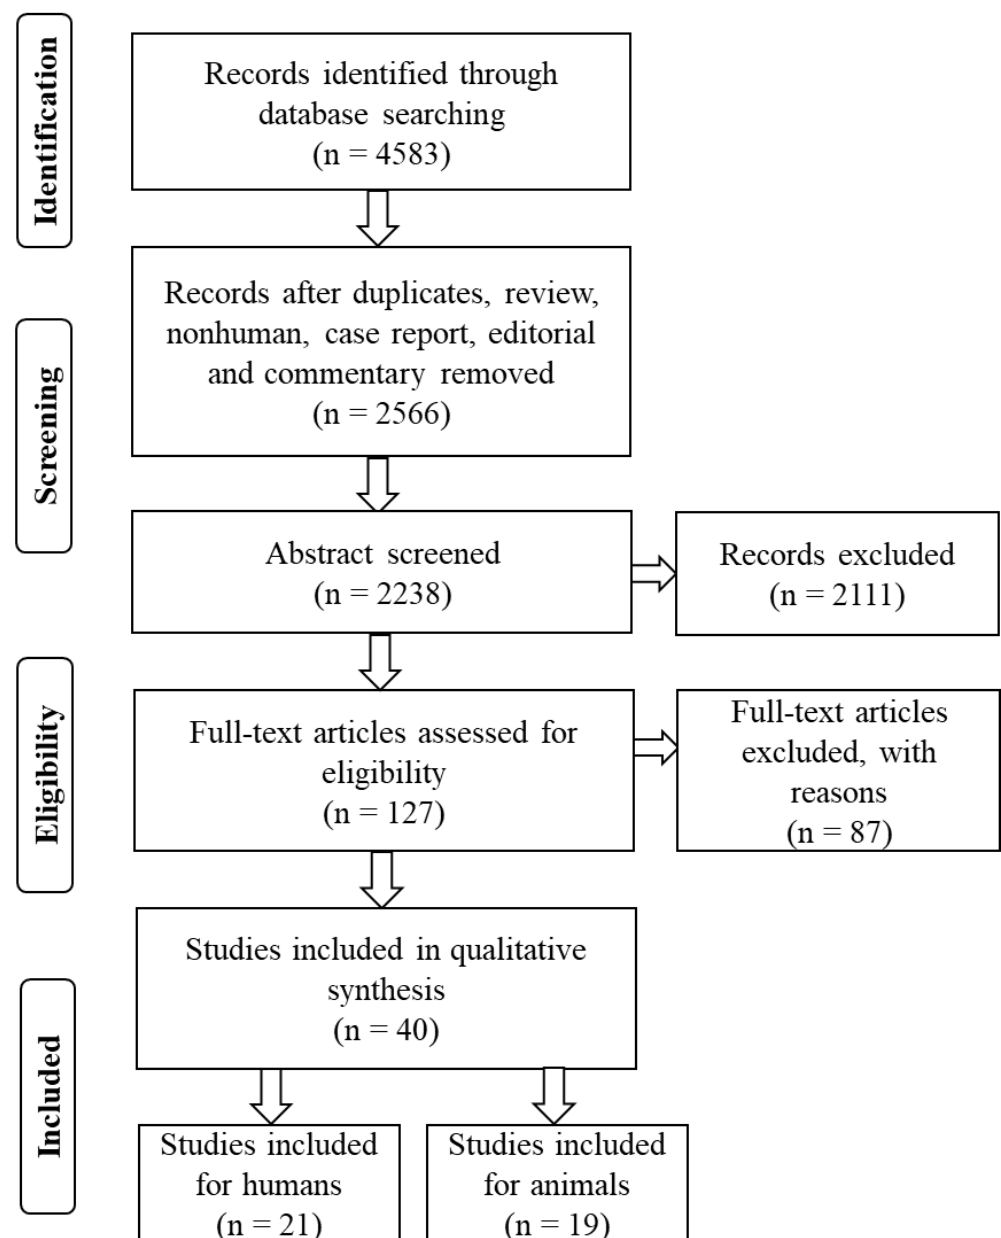 Identification
Records identified through
database searching
(n = 4583)
Screening
Records after duplicates, review,
nonhuman, case report, editorial
and commentary removed
(n = 2566)
Abstract screened
(n = 2238)
Records excluded
(n = 2111)
Eligibility
Full-text articles assessed for
eligibility
(n = 127)
Full-text articles
excluded, with
reasons
(n = 87)
Included
Studies included in qualitative
synthesis
(n = 40)
Studies included
for humans
(n = 21)
Studies included
for animals
(n = 19)